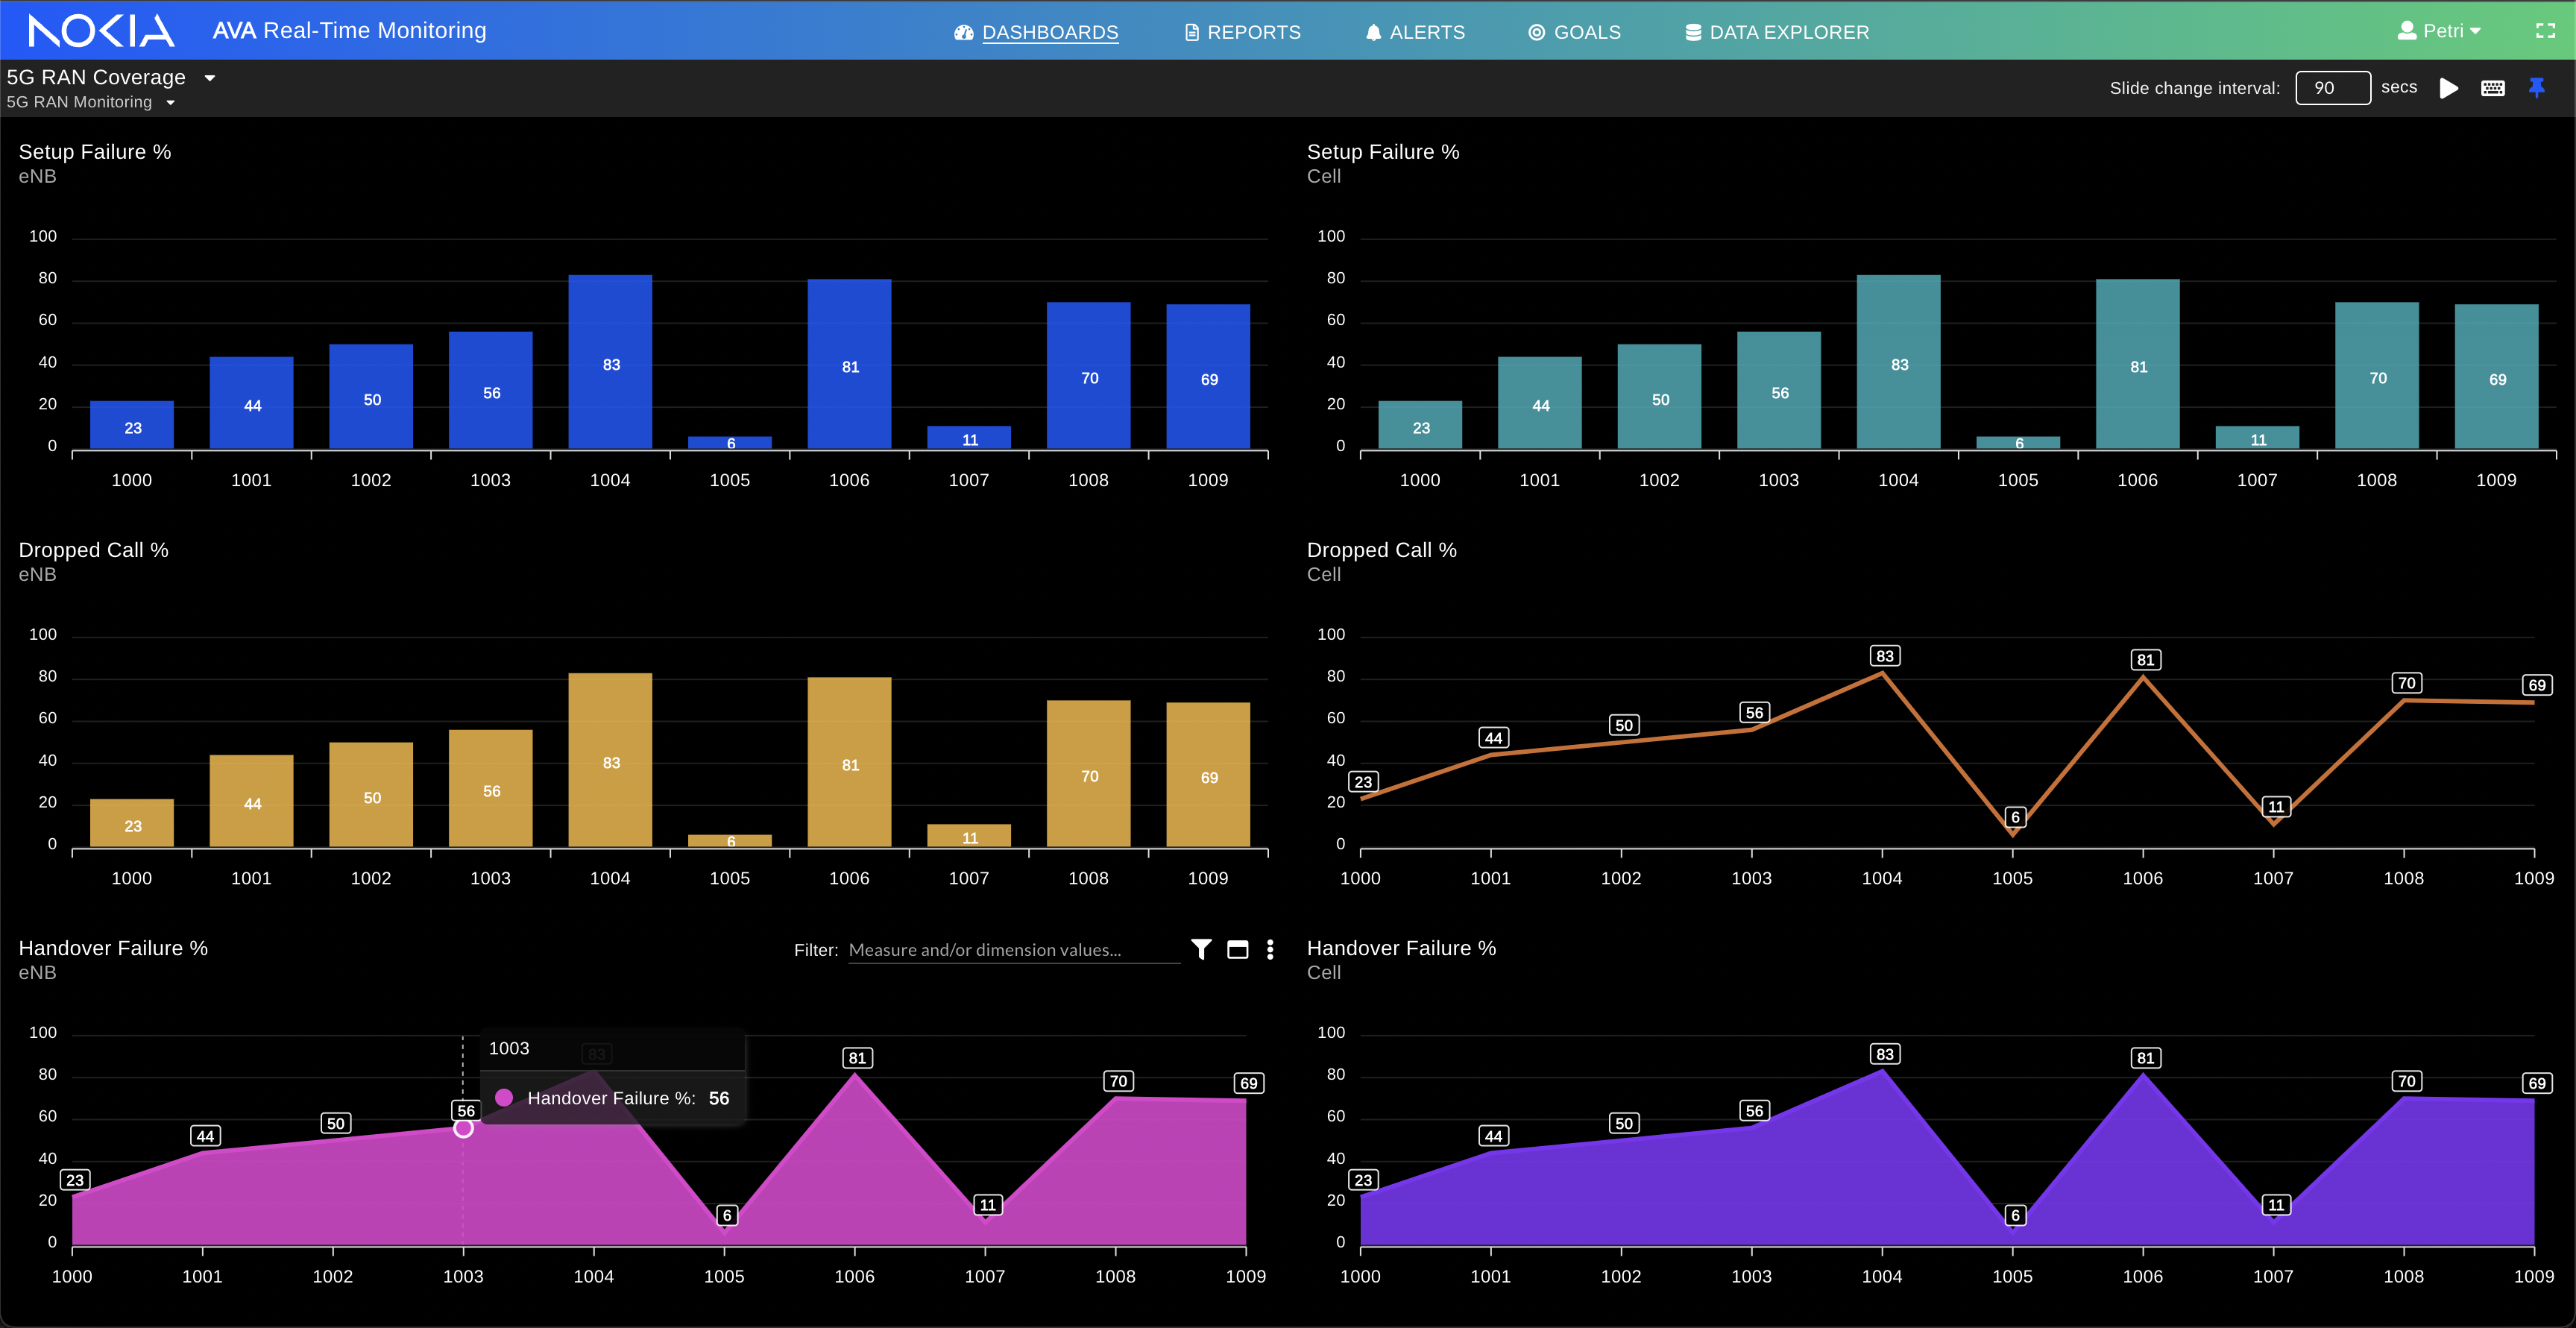 NOKIA AVA Real-Time Monitoring DASHBOARDS REPORTS ALERTS GOALS DATA EXPLORER Petri
5G RAN Coverage
5G RAN Monitoring
Slide change interval: 90 secs
Setup Failure %
eNB
100
80
60
40
20
0
23 44 50 56 83 6 81 11 70 69
1000 1001 1002 1003 1004 1005 1006 1007 1008 1009
Setup Failure %
Cell
100
80
60
40
20
0
23 44 50 56 83 6 81 11 70 69
1000 1001 1002 1003 1004 1005 1006 1007 1008 1009
Dropped Call %
eNB
100
80
60
40
20
0
23 44 50 56 83 6 81 11 70 69
1000 1001 1002 1003 1004 1005 1006 1007 1008 1009
Dropped Call %
Cell
100
80
60
40
20
0
23 44 50 56 83 6 81 11 70 69
1000 1001 1002 1003 1004 1005 1006 1007 1008 1009
Handover Failure %
eNB
Filter: Measure and/or dimension values...
100
80
60
40
20
0
23 44 50 56 83 6 81 11 70 69
1003
Handover Failure %: 56
1000 1001 1002 1003 1004 1005 1006 1007 1008 1009
Handover Failure %
Cell
100
80
60
40
20
0
23 44 50 56 83 6 81 11 70 69
1000 1001 1002 1003 1004 1005 1006 1007 1008 1009